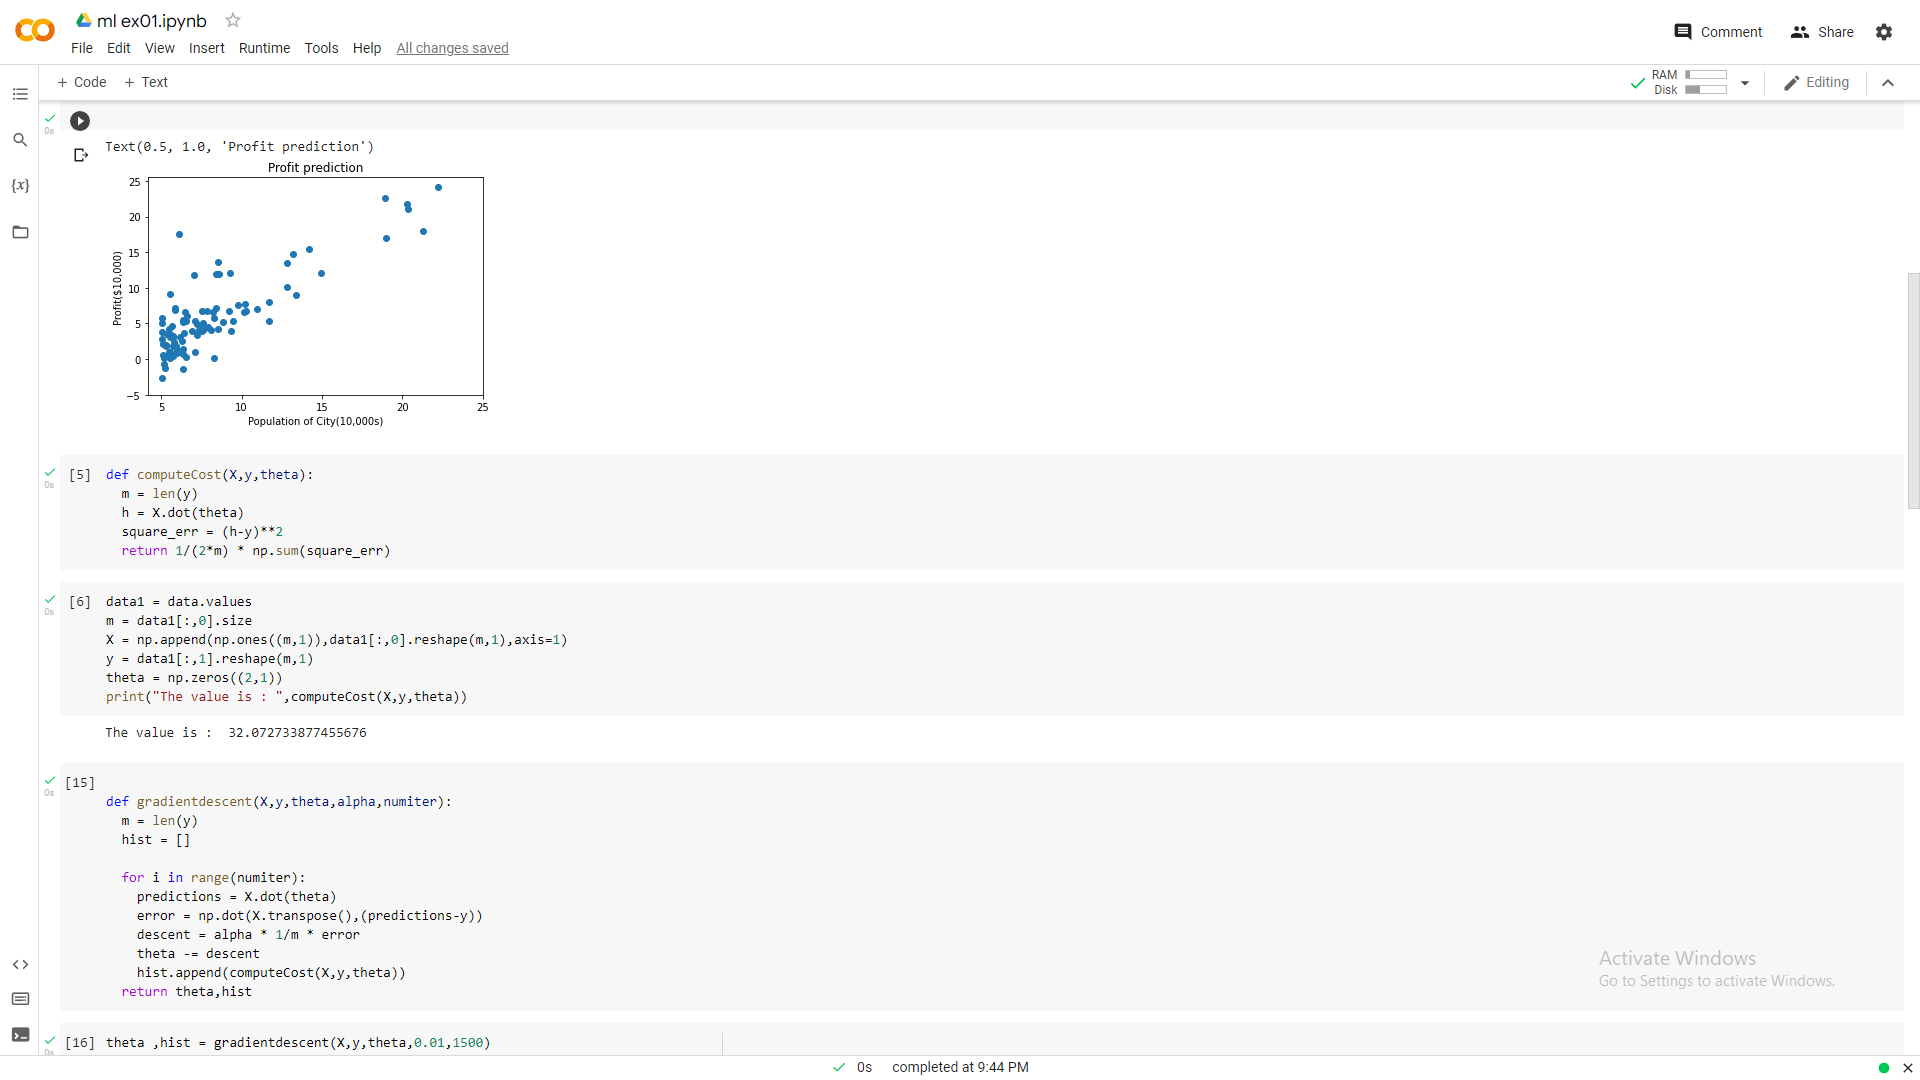 ml ex01.ipynb
File Edit View Insert Runtime Tools Help All changes saved
Comment Share
+ Code + Text
RAM
Disk
Editing
0s
Text(0.5, 1.0, 'Profit prediction')
Profit prediction
25
20
15
10
5
0
−5
Profit($10,000)
5 10 15 20 25
Population of City(10,000s)
{x}
0s
[5] def computeCost(X,y,theta):
m = len(y)
h = X.dot(theta)
square_err = (h-y)**2
return 1/(2*m) * np.sum(square_err)
0s
[6] data1 = data.values
m = data1[:,0].size
X = np.append(np.ones((m,1)),data1[:,0].reshape(m,1),axis=1)
y = data1[:,1].reshape(m,1)
theta = np.zeros((2,1))
print("The value is : ",computeCost(X,y,theta))
The value is :  32.072733877455676
0s
[15]
def gradientdescent(X,y,theta,alpha,numiter):
m = len(y)
hist = []
for i in range(numiter):
predictions = X.dot(theta)
error = np.dot(X.transpose(),(predictions-y))
descent = alpha * 1/m * error
theta -= descent
hist.append(computeCost(X,y,theta))
return theta,hist
0s
[16] theta ,hist = gradientdescent(X,y,theta,0.01,1500)
Activate Windows
Go to Settings to activate Windows.
0s completed at 9:44 PM